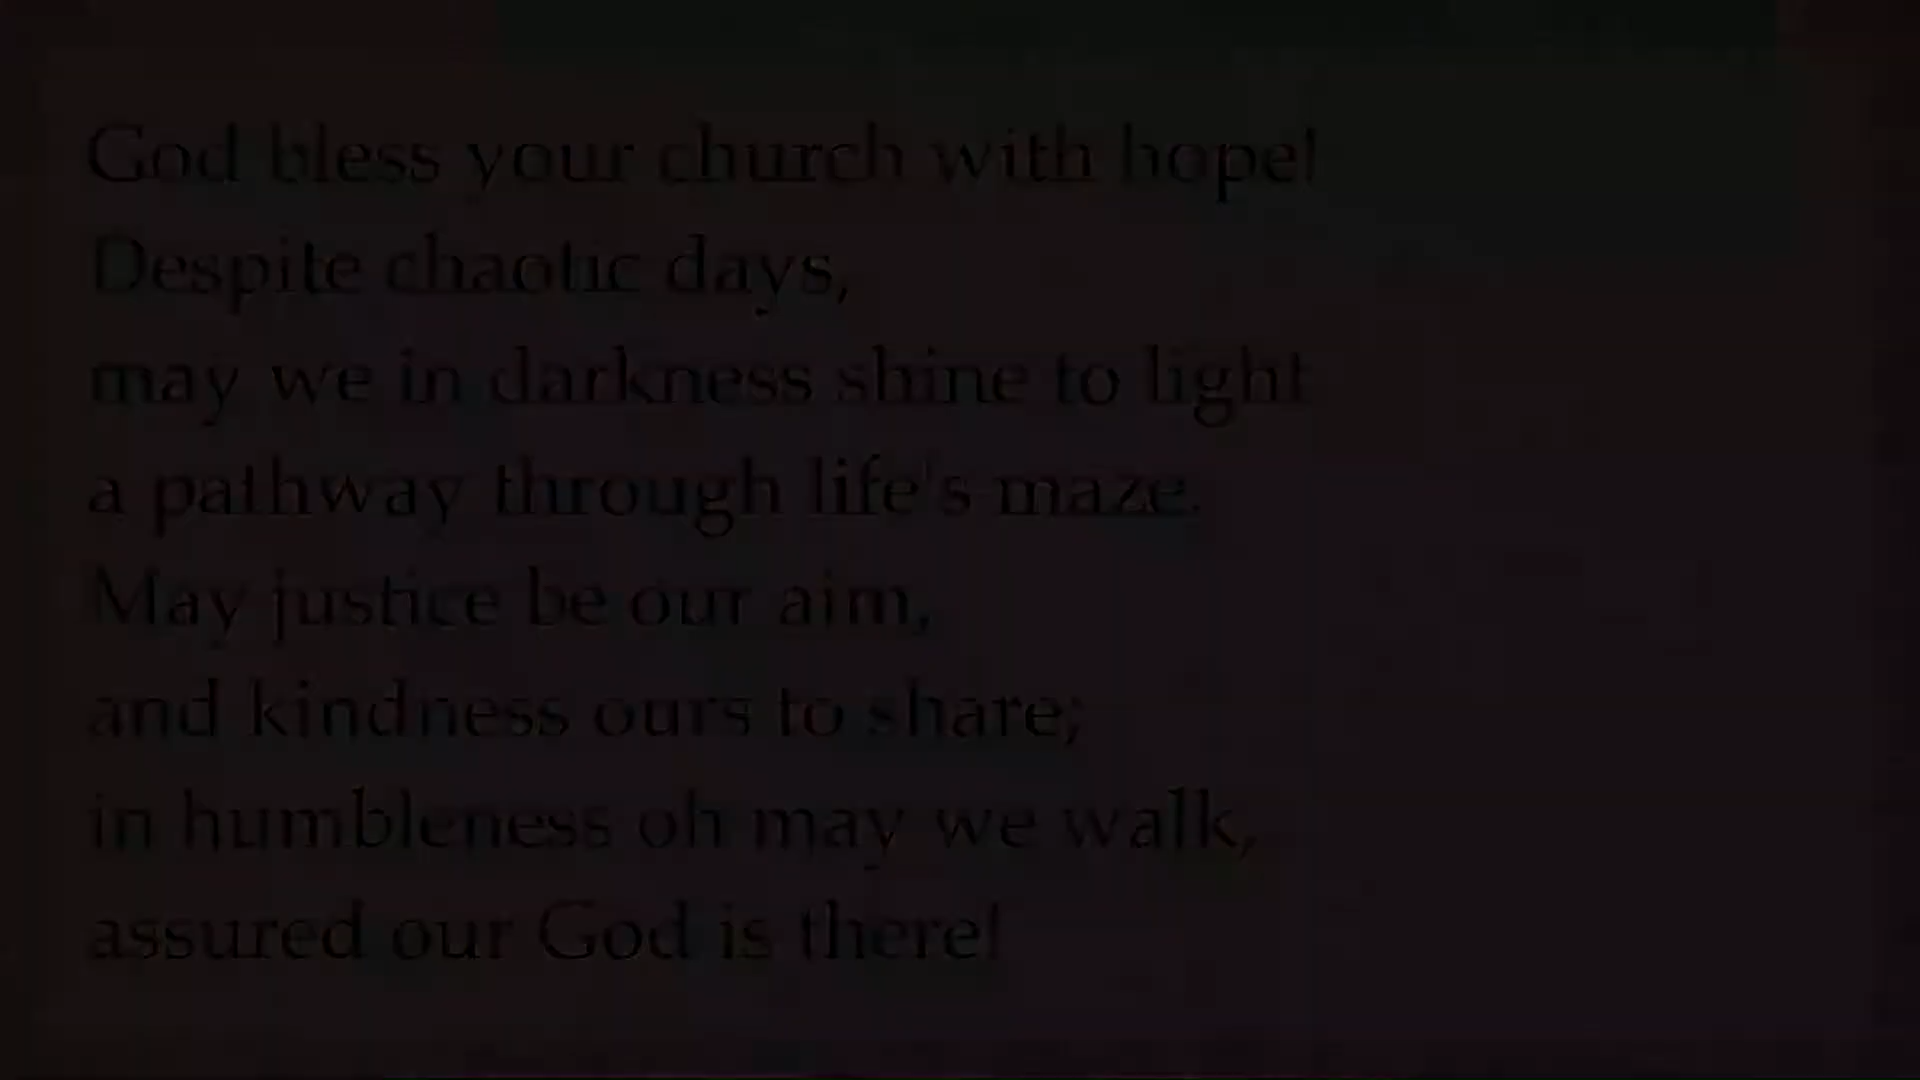 God bless your church with hope!
Despite chaotic days,
may we in darkness shine to light
a pathway through life's maze.
May justice be our aim,
and kindness ours to share;
in humbleness oh may we walk,
assured our God is there!